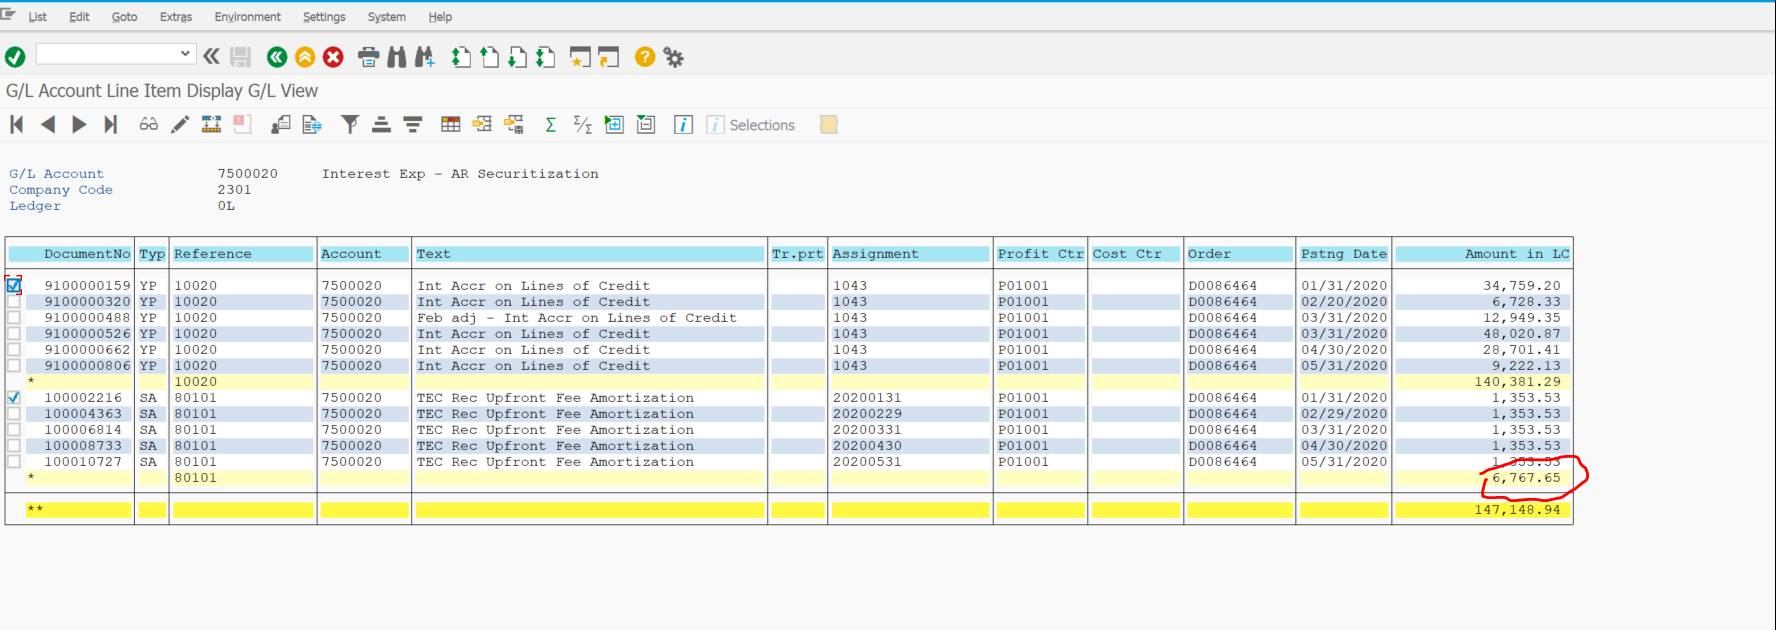 List Edit Goto Extras Environment Settings System Help
G/L Account Line Item Display G/L View
Selections
G/L Account 7500020 Interest Exp - AR Securitization
Company Code 2301
Ledger 0L
DocumentNo Typ Reference Account Text Tr.prt Assignment Profit Ctr Cost Ctr Order Pstng Date Amount in LC
9100000159 YP 10020 7500020 Int Accr on Lines of Credit 1043 P01001 D0086464 01/31/2020 34,759.20
9100000320 YP 10020 7500020 Int Accr on Lines of Credit 1043 P01001 D0086464 02/20/2020 6,728.33
9100000488 YP 10020 7500020 Feb adj - Int Accr on Lines of Credit 1043 P01001 D0086464 03/31/2020 12,949.35
9100000526 YP 10020 7500020 Int Accr on Lines of Credit 1043 P01001 D0086464 03/31/2020 48,020.87
9100000662 YP 10020 7500020 Int Accr on Lines of Credit 1043 P01001 D0086464 04/30/2020 28,701.41
9100000806 YP 10020 7500020 Int Accr on Lines of Credit 1043 P01001 D0086464 05/31/2020 9,222.13
* 10020 140,381.29
100002216 SA 80101 7500020 TEC Rec Upfront Fee Amortization 20200131 P01001 D0086464 01/31/2020 1,353.53
100004363 SA 80101 7500020 TEC Rec Upfront Fee Amortization 20200229 P01001 D0086464 02/29/2020 1,353.53
100006814 SA 80101 7500020 TEC Rec Upfront Fee Amortization 20200331 P01001 D0086464 03/31/2020 1,353.53
100008733 SA 80101 7500020 TEC Rec Upfront Fee Amortization 20200430 P01001 D0086464 04/30/2020 1,353.53
100010727 SA 80101 7500020 TEC Rec Upfront Fee Amortization 20200531 P01001 D0086464 05/31/2020 1,353.53
* 80101 6,767.65
** 147,148.94